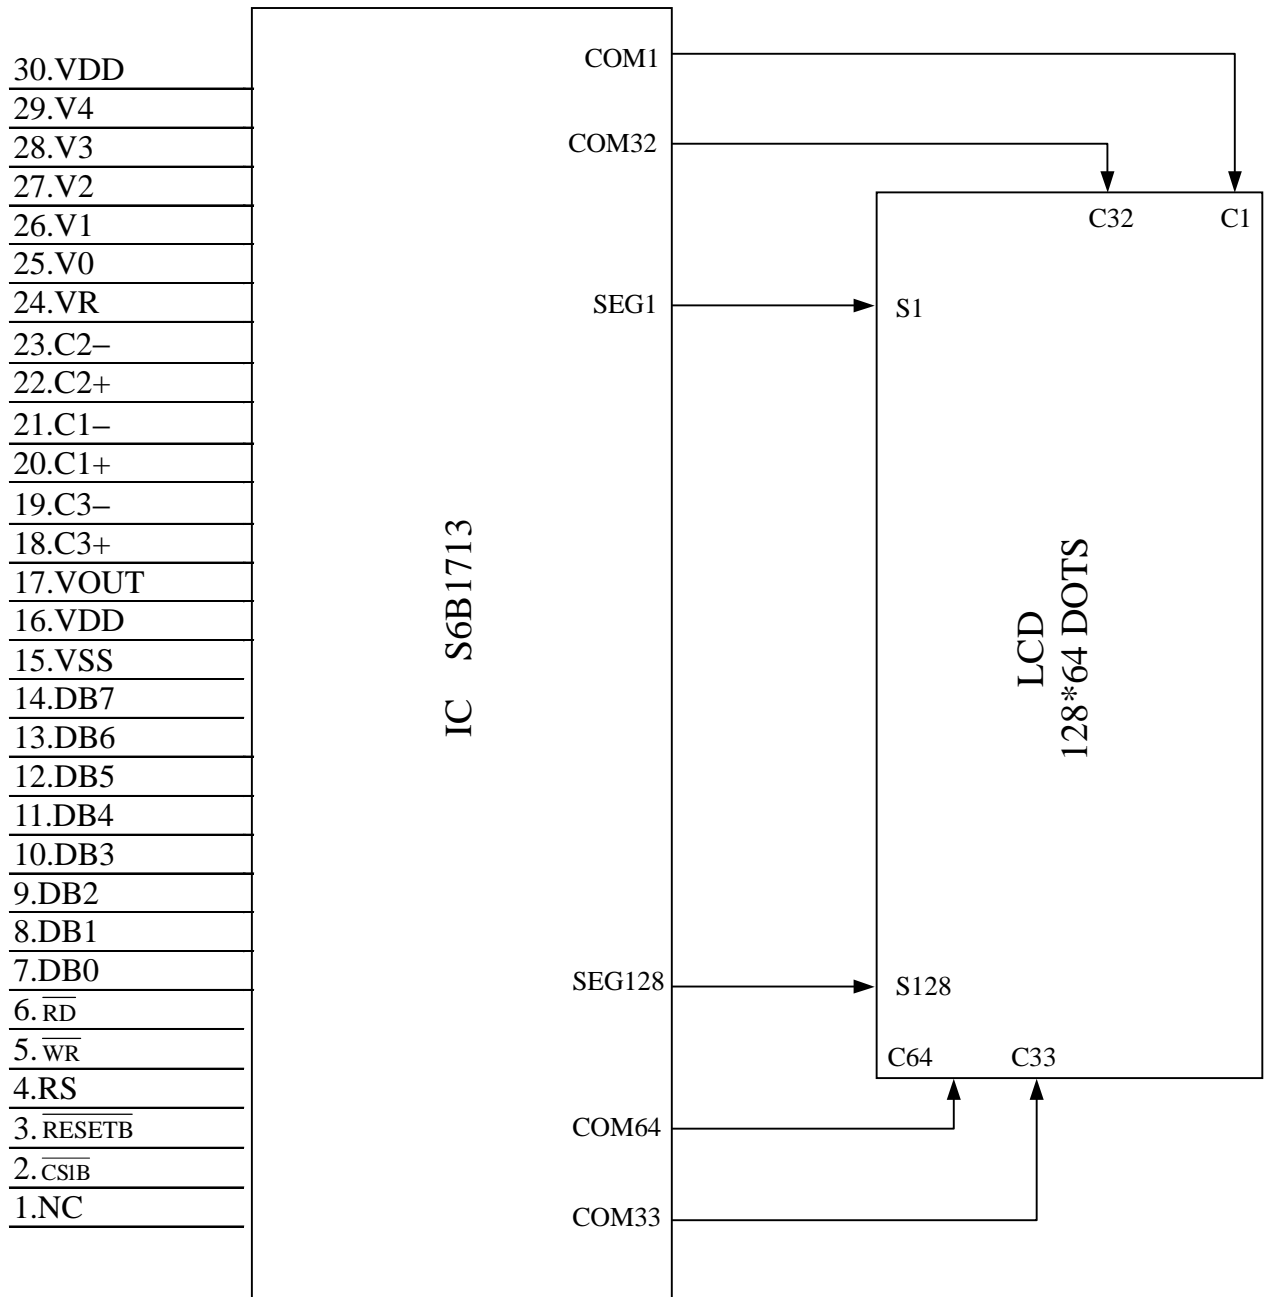 30.VDD
29.V4
28.V3
27.V2
26.V1
25.V0
24.VR
23.C2–
22.C2+
21.C1–
20.C1+
19.C3–
18.C3+
17.VOUT
16.VDD
15.VSS
14.DB7
13.DB6
12.DB5
11.DB4
10.DB3
9.DB2
8.DB1
7.DB0
6.RD
5.WR
4.RS
3.RESETB
2.CS1B
1.NC
IC S6B1713
COM1
COM32
SEG1
SEG128
COM64
COM33
C32 C1
S1
LCD
128*64 DOTS
S128
C64 C33